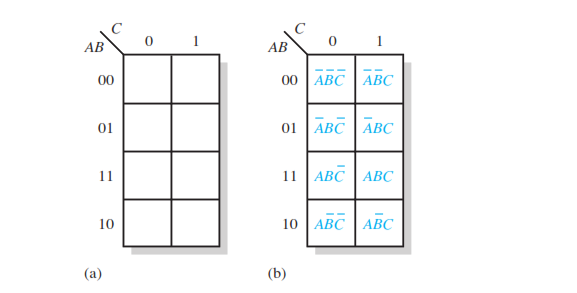 C
AB 0 1
00
01
11
10
(a)
C
AB 0 1
00 A̅B̅C̅ A̅B̅C
01 A̅BC̅ A̅BC
11 ABC̅ ABC
10 AB̅C̅ AB̅C
(b)